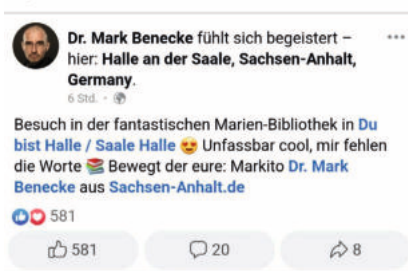 Dr. Mark Benecke fühlt sich begeistert –
hier: Halle an der Saale, Sachsen-Anhalt,
Germany.
6 Std. ·
Besuch in der fantastischen Marien-Bibliothek in Du
bist Halle / Saale Halle 😍 Unfassbar cool, mir fehlen
die Worte 📚 Bewegt der eure: Markito Dr. Mark
Benecke aus Sachsen-Anhalt.de
581
581 20 8